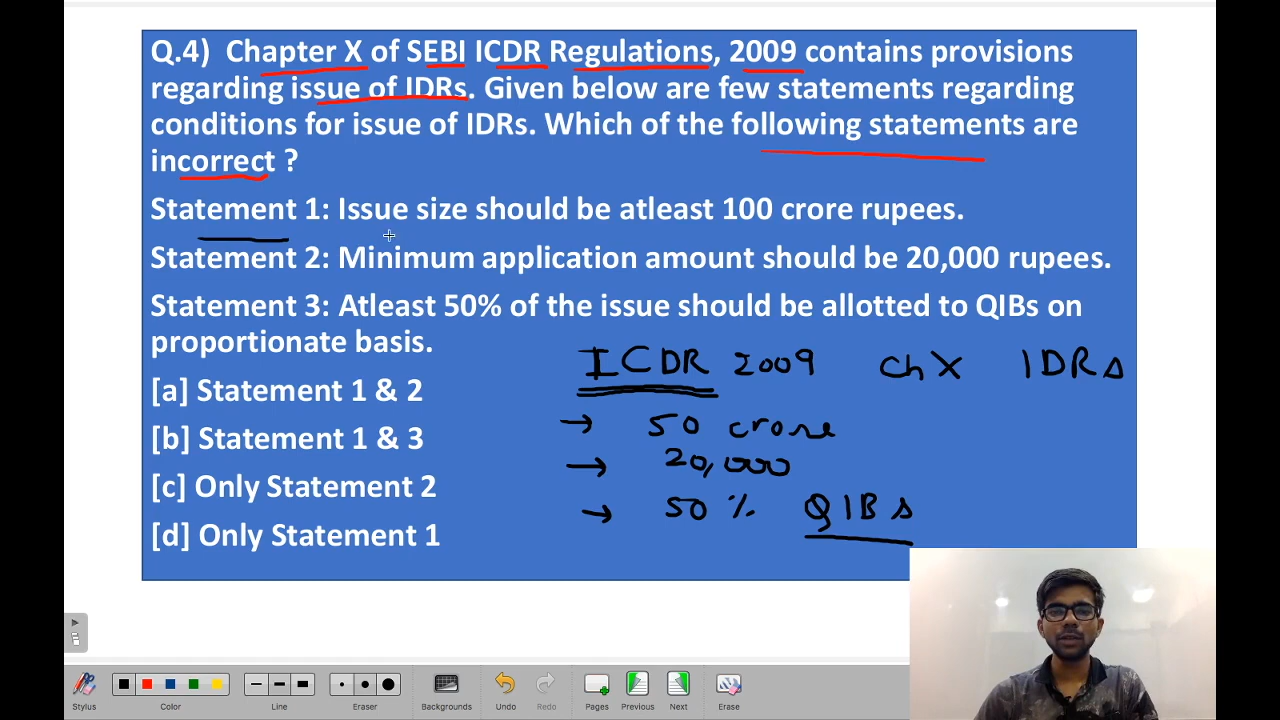 Q.4) Chapter X of SEBI ICDR Regulations, 2009 contains provisions
regarding issue of IDRs. Given below are few statements regarding
conditions for issue of IDRs. Which of the following statements are
incorrect ?
Statement 1: Issue size should be atleast 100 crore rupees.
Statement 2: Minimum application amount should be 20,000 rupees.
Statement 3: Atleast 50% of the issue should be allotted to QIBs on
proportionate basis.
ICDR 2009 Ch X IDRs
[a] Statement 1 & 2
→ 50 crore
[b] Statement 1 & 3
→ 20,000
[c] Only Statement 2
→ 50 % QIBs
[d] Only Statement 1
Stylus Color Line Eraser Backgrounds Undo Redo Pages Previous Next Erase